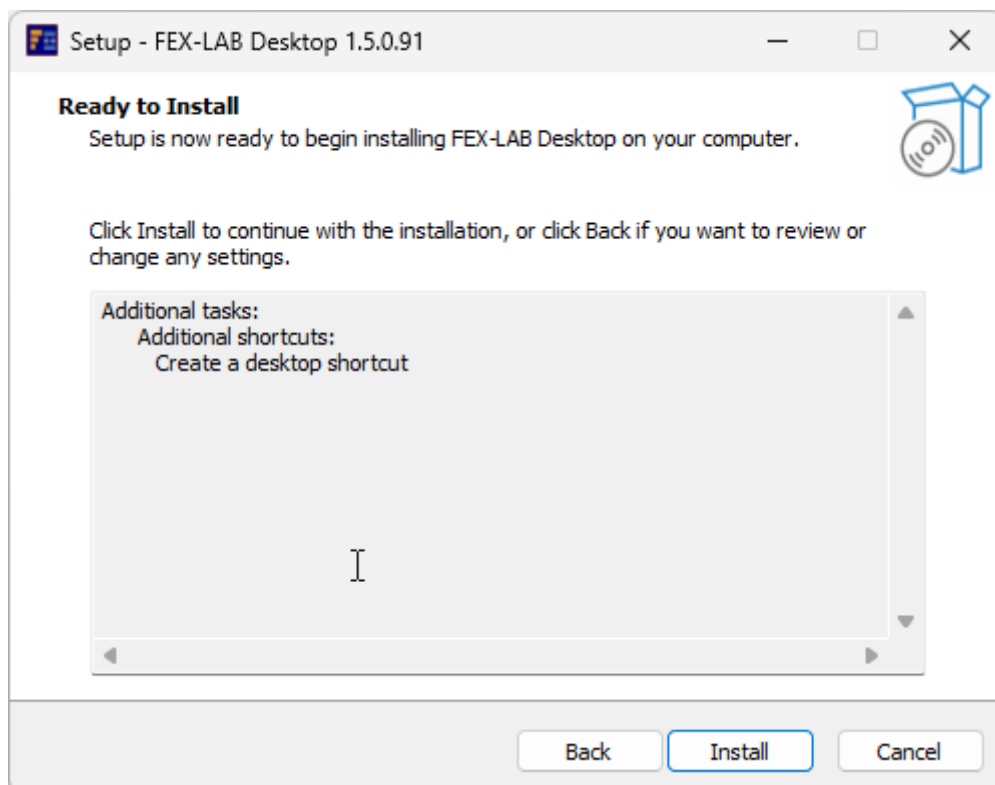 Setup - FEX-LAB Desktop 1.5.0.91
Ready to Install
Setup is now ready to begin installing FEX-LAB Desktop on your computer.
Click Install to continue with the installation, or click Back if you want to review or
change any settings.
Additional tasks:
Additional shortcuts:
Create a desktop shortcut
Back
Install
Cancel